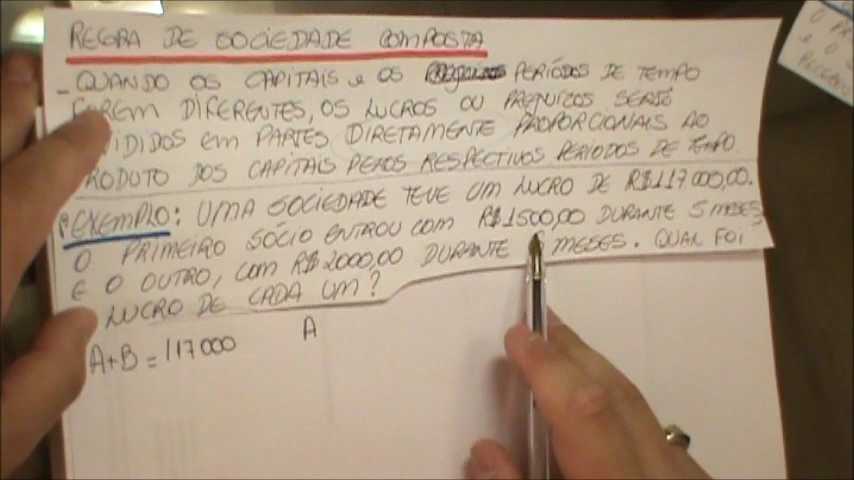 REGRA DE SOCIEDADE COMPOSTA
- QUANDO OS CAPITAIS e OS PERIÓDOS DE TEMPO
FOREM DIFERENTES, OS LUCROS OU PREJUIZOS SERÃO
DIVIDIDOS em PARTES DIRETAMENTE PROPORCIONAIS AO
PRODUTO DOS CAPITAIS PELOS RESPECTIVOS PERIODOS DE TEMPO
EXEMPLO: UMA SOCIEDADE TEVE UM LUCRO DE R$117000,00.
O PRIMEIRO SÓCIO ENTROU COM R$1500,00 DURANTE 5 MESES
E O OUTRO, COM R$2000,00 DURANTE MESES. QUAL FOI
LUCRO DE CADA UM?
A+B=117000 A